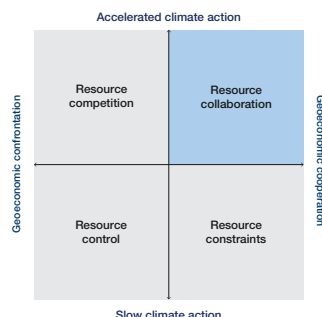 Accelerated climate action
Geoeconomic confrontation
Resource
competition
Resource
collaboration
Geoeconomic cooperation
Resource
control
Resource
constraints
Slow climate action